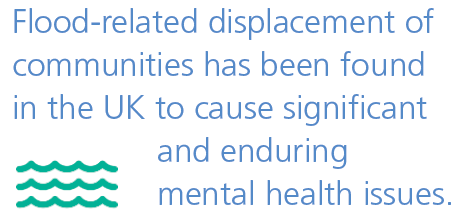 Flood-related displacement of
communities has been found
in the UK to cause significant
and enduring
mental health issues.